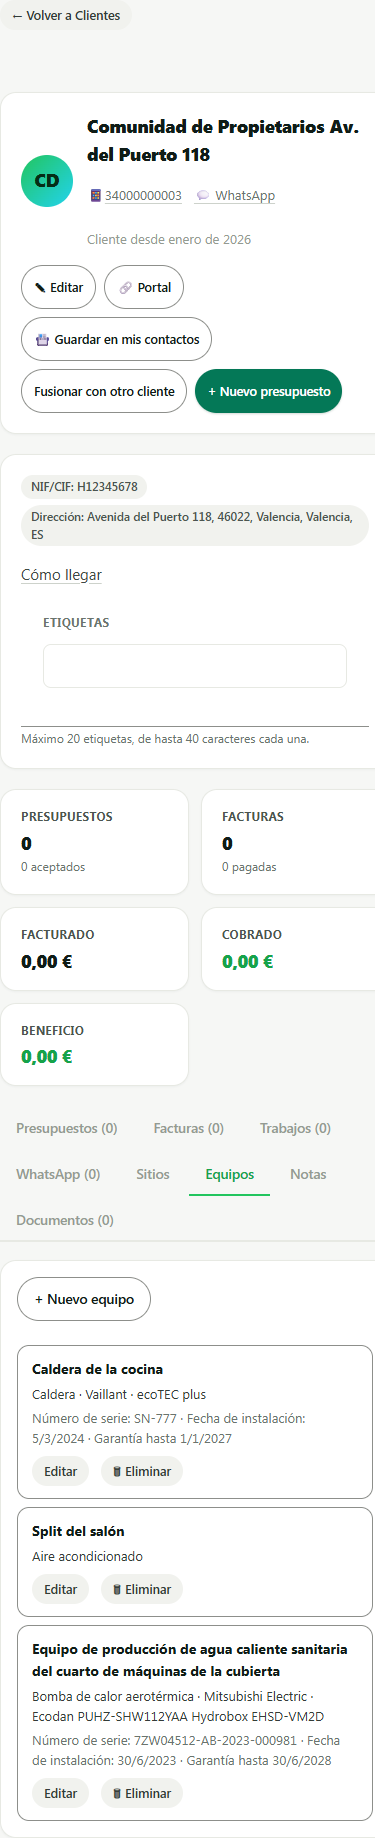 ← Volver a Clientes
CD
Comunidad de Propietarios Av.
del Puerto 118
34000000003 WhatsApp
Cliente desde enero de 2026
Editar Portal
Guardar en mis contactos
Fusionar con otro cliente + Nuevo presupuesto
NIF/CIF: H12345678
Dirección: Avenida del Puerto 118, 46022, Valencia, Valencia,
ES
Cómo llegar
ETIQUETAS
Máximo 20 etiquetas, de hasta 40 caracteres cada una.
PRESUPUESTOS
0
0 aceptados
FACTURAS
0
0 pagadas
FACTURADO
0,00 €
COBRADO
0,00 €
BENEFICIO
0,00 €
Presupuestos (0) Facturas (0) Trabajos (0)
WhatsApp (0) Sitios Equipos Notas
Documentos (0)
+ Nuevo equipo
Caldera de la cocina
Caldera · Vaillant · ecoTEC plus
Número de serie: SN-777 · Fecha de instalación:
5/3/2024 · Garantía hasta 1/1/2027
Editar Eliminar
Split del salón
Aire acondicionado
Editar Eliminar
Equipo de producción de agua caliente sanitaria
del cuarto de máquinas de la cubierta
Bomba de calor aerotérmica · Mitsubishi Electric ·
Ecodan PUHZ-SHW112YAA Hydrobox EHSD-VM2D
Número de serie: 7ZW04512-AB-2023-000981 · Fecha
de instalación: 30/6/2023 · Garantía hasta 30/6/2028
Editar Eliminar